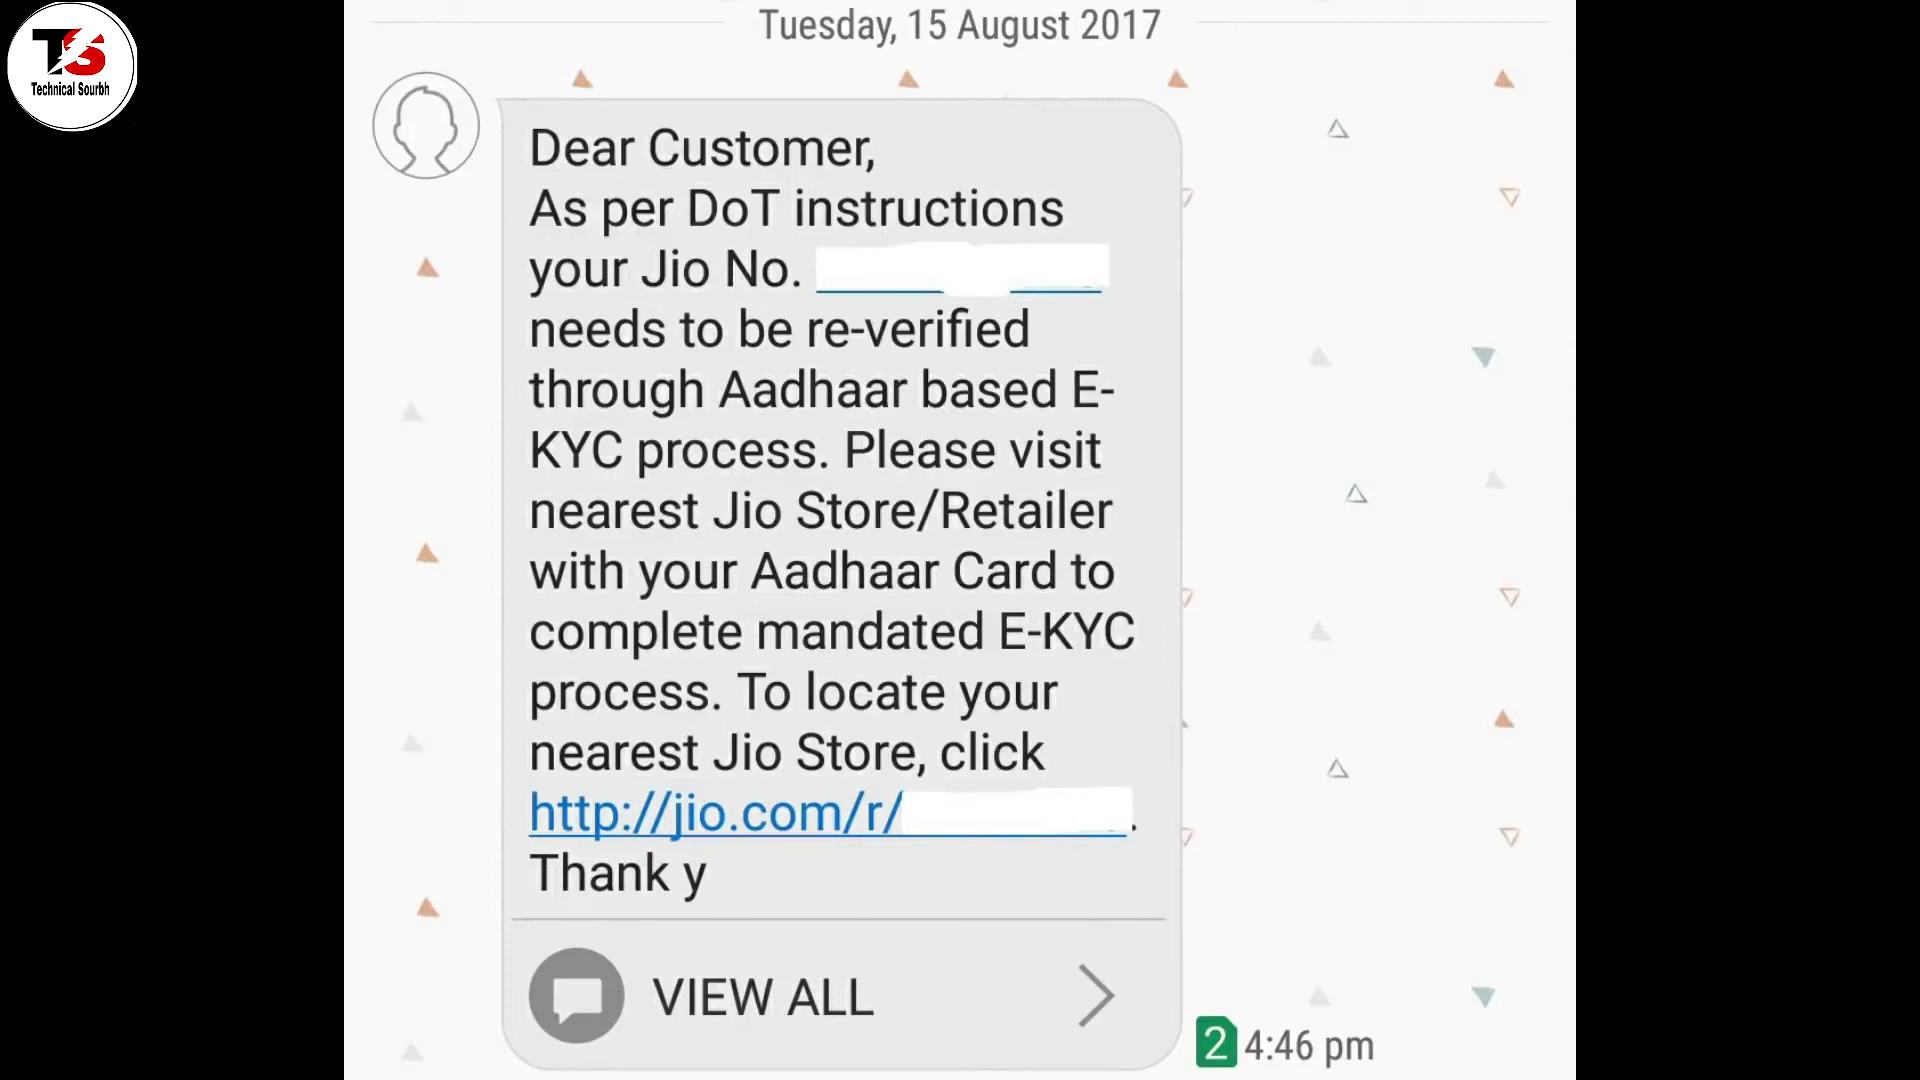 TS
Technical Sourbh
Tuesday, 15 August 2017
Dear Customer,
As per DoT instructions
your Jio No.
needs to be re-verified
through Aadhaar based E-
KYC process. Please visit
nearest Jio Store/Retailer
with your Aadhaar Card to
complete mandated E-KYC
process. To locate your
nearest Jio Store, click
http://jio.com/r/ .
Thank y
VIEW ALL
2 4:46 pm